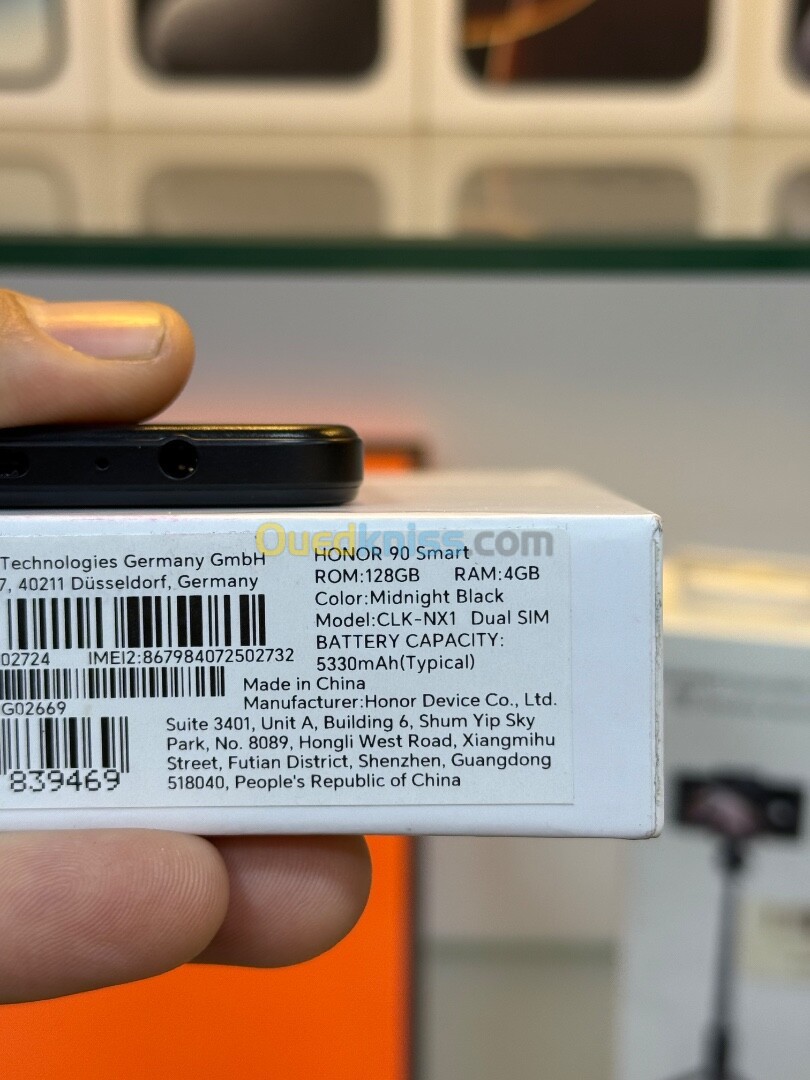 Ouedkniss.com
Technologies Germany GmbH
7, 40211 Düsseldorf, Germany
02724 IMEI2:867984072502732
G02669
839469
HONOR 90 Smart
ROM:128GB RAM:4GB
Color:Midnight Black
Model:CLK-NX1 Dual SIM
BATTERY CAPACITY:
5330mAh(Typical)
Made in China
Manufacturer:Honor Device Co., Ltd.
Suite 3401, Unit A, Building 6, Shum Yip Sky
Park, No. 8089, Hongli West Road, Xiangmihu
Street, Futian District, Shenzhen, Guangdong
518040, People's Republic of China